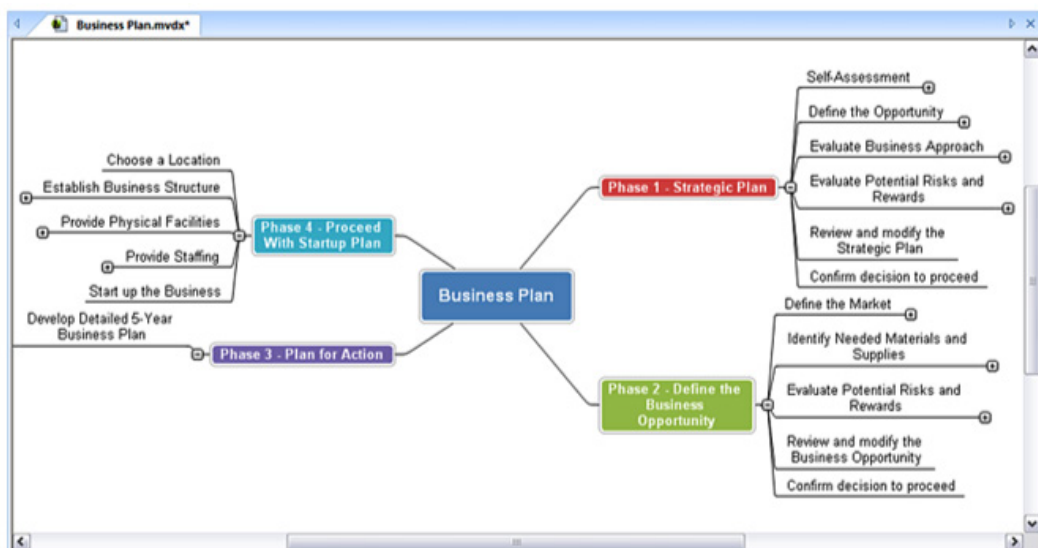 Business Plan.mvdx*
Business Plan
Phase 1 - Strategic Plan
Self-Assessment
Define the Opportunity
Evaluate Business Approach
Evaluate Potential Risks and
Rewards
Review and modify the
Strategic Plan
Confirm decision to proceed
Phase 2 - Define the
Business
Opportunity
Define the Market
Identify Needed Materials and
Supplies
Evaluate Potential Risks and
Rewards
Review and modify the
Business Opportunity
Confirm decision to proceed
Phase 3 - Plan for Action
Develop Detailed 5-Year
Business Plan
Phase 4 - Proceed
With Startup Plan
Choose a Location
Establish Business Structure
Provide Physical Facilities
Provide Staffing
Start up the Business